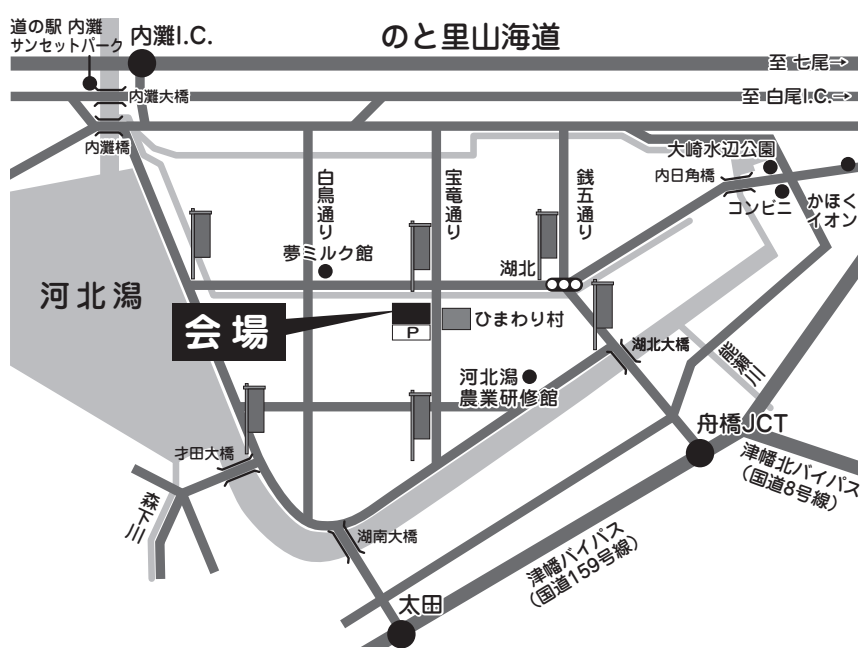 道の駅 内灘
サンセットパーク
内灘I.C.
のと里山海道
至 七尾→
至 白尾I.C.→
内灘大橋
内灘橋
大崎水辺公園
内日角橋
コンビニ
かほく
イオン
白鳥通り
宝竜通り
銭五通り
夢ミルク館
湖北
河北潟
会場
P
ひまわり村
湖北大橋
能瀬川
河北潟
農業研修館
舟橋JCT
才田大橋
津幡北バイパス
(国道8号線)
森下川
湖南大橋
津幡バイパス
(国道159号線)
太田